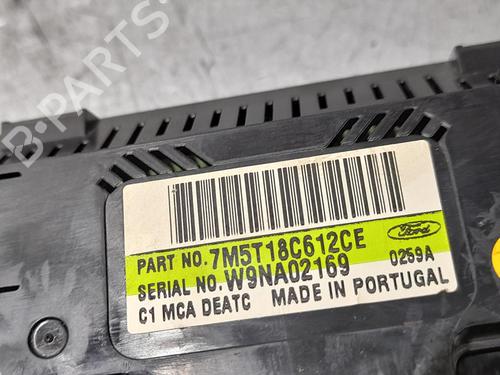 B-PARTS
PART NO.7M5T18C612CE
Ford
SERIAL NO.W9NA02169
0259A
C1 MCA DEATC MADE IN PORTUGAL